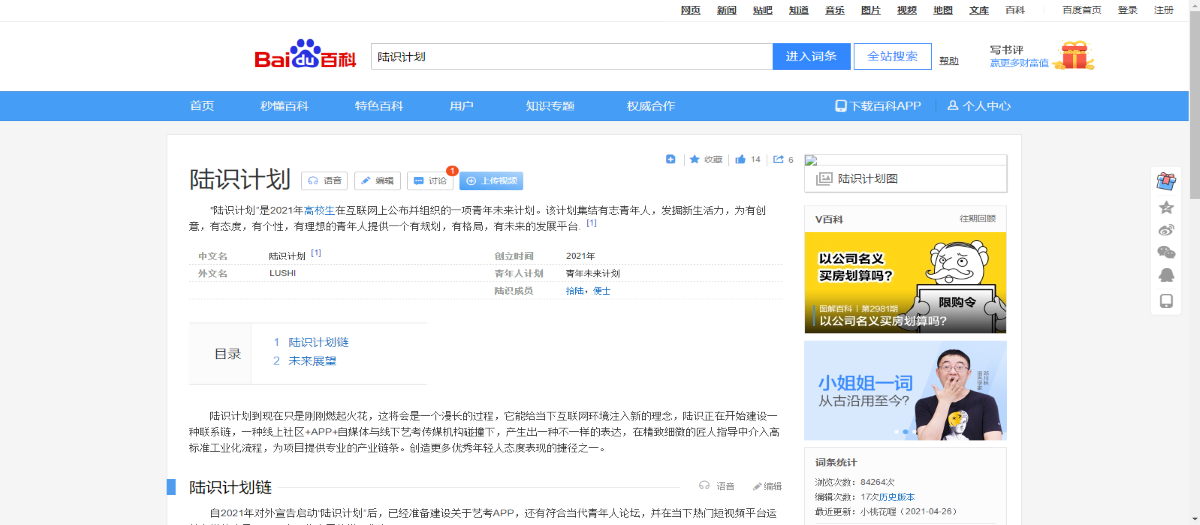 网页 新闻 贴吧 知道 音乐 图片 视频 地图 文库 百科 百度首页 登录 注册
Bai du 百科 陆识计划 进入词条 全站搜索 帮助 写书评
赢更多财富值
首页 秒懂百科 特色百科 用户 知识专题 权威合作 下载百科APP 个人中心
收藏 14 6
陆识计划 语音 编辑 讨论 1 上传视频
陆识计划图
"陆识计划"是2021年高校生在互联网上公布并组织的一项青年未来计划。该计划集结有志青年人，发掘新生活力，为有创
意，有态度，有个性，有理想的青年人提供一个有规划，有格局，有未来的发展平台. [1]
V百科 往期回顾
中文名 陆识计划 [1] 创立时间 2021年
外文名 LUSHI 青年人计划 青年未来计划
陆识成员 拾陆，便士
以公司名义
买房划算吗?
限购令
图解百科 | 第2981期
以公司名义买房划算吗?
目录
1 陆识计划链
2 未来展望
小姐姐一词
从古沿用至今?
陆识计划到现在只是刚刚燃起火花，这将会是一个漫长的过程，它能给当下互联网环境注入新的理念，陆识正在开始建设一
种联系链，一种线上社区+APP+自媒体与线下艺考传媒机构碰撞下，产生出一种不一样的表达，在精致细微的匠人指导中介入高
标准工业化流程，为项目提供专业的产业链条。创造更多优秀年轻人态度表现的捷径之一。
词条统计
浏览次数：84264次
编辑次数：17次历史版本
最近更新：小桃花喔（2021-04-26）
陆识计划链 语音 编辑
自2021年对外宣告启动"陆识计划"后，已经准备建设关于艺考APP，还有符合当代青年人论坛，并在当下热门短视频平台运